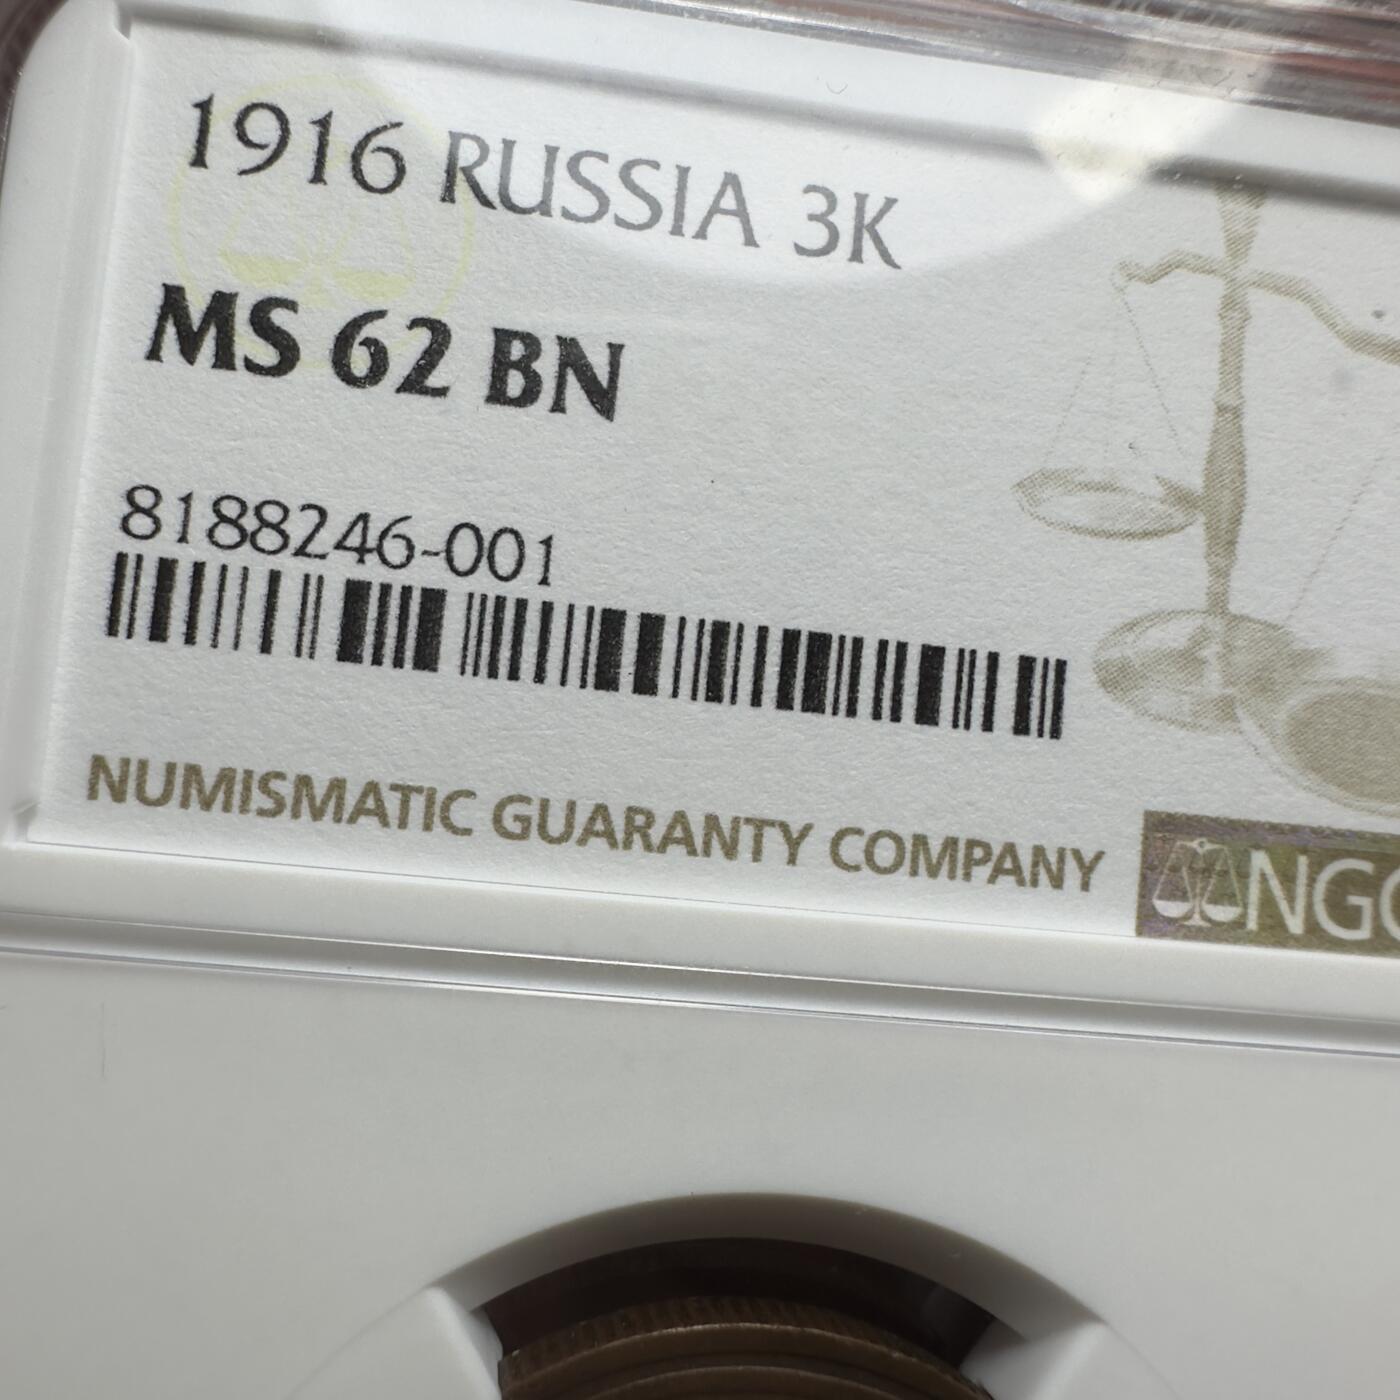 1916 RUSSIA 3K
MS 62 BN
8188246-001
NUMISMATIC GUARANTY COMPANY
NGC